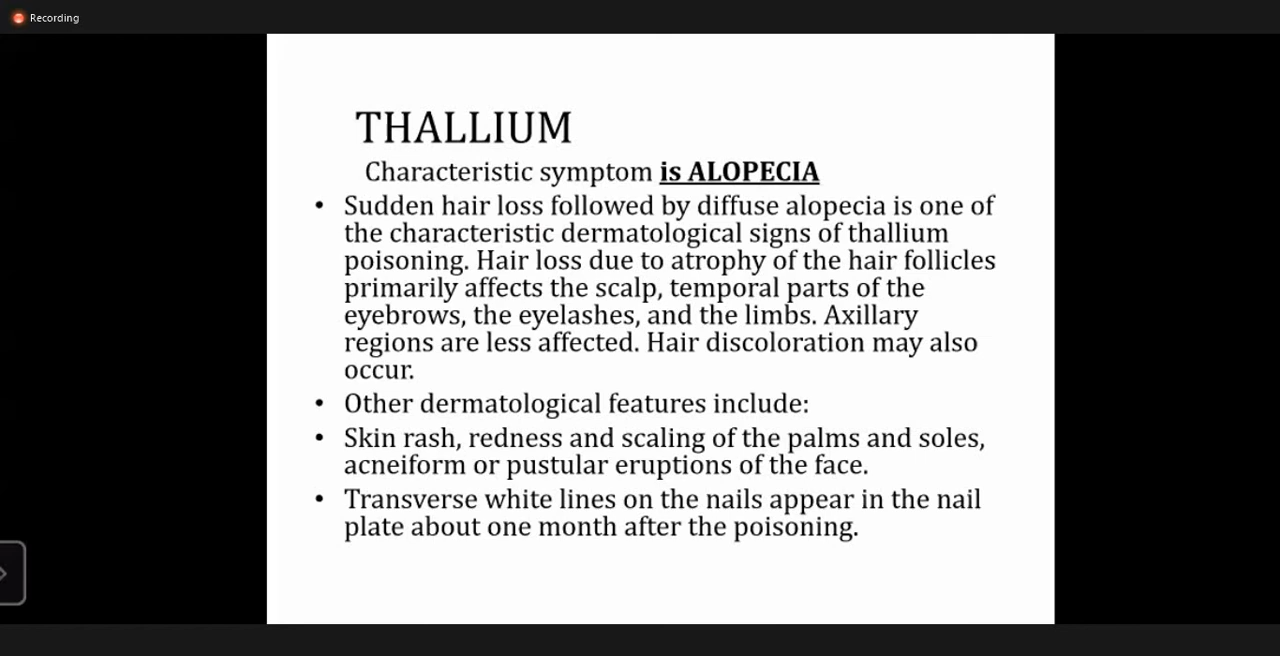 Recording
THALLIUM
Characteristic symptom is ALOPECIA
• Sudden hair loss followed by diffuse alopecia is one of
the characteristic dermatological signs of thallium
poisoning. Hair loss due to atrophy of the hair follicles
primarily affects the scalp, temporal parts of the
eyebrows, the eyelashes, and the limbs. Axillary
regions are less affected. Hair discoloration may also
occur.
• Other dermatological features include:
• Skin rash, redness and scaling of the palms and soles,
acneiform or pustular eruptions of the face.
• Transverse white lines on the nails appear in the nail
plate about one month after the poisoning.